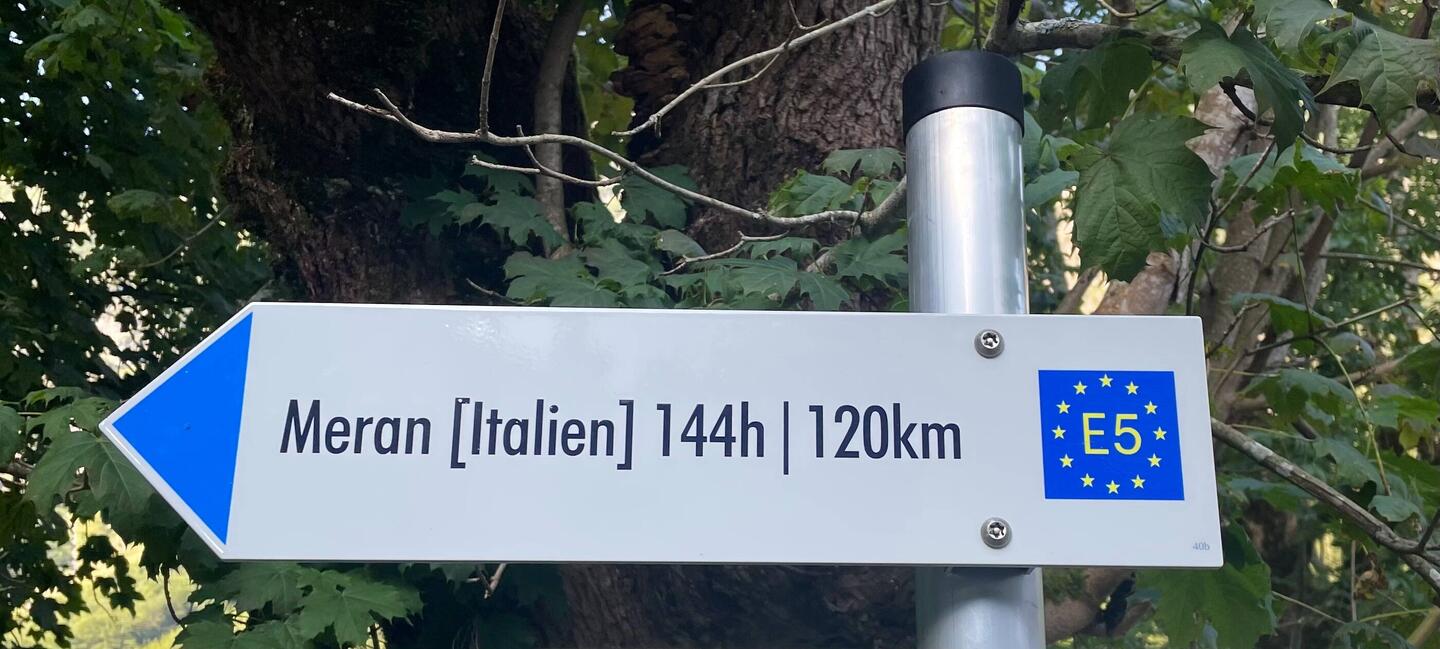 Meran [Italien] 144h | 120km
E5
40b